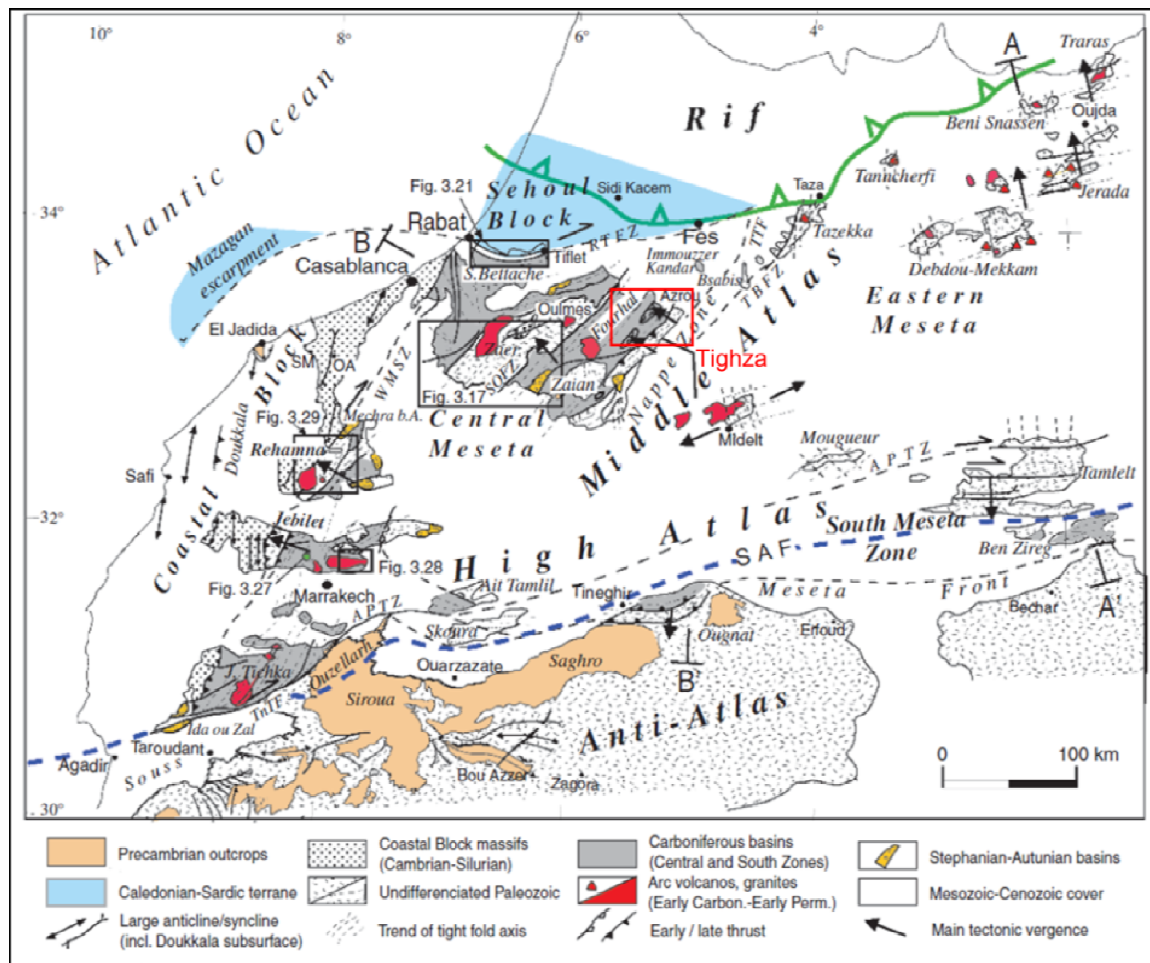 10°
8°
6°
4°
A
Traras
Atlantic Ocean
Rif
Oujda
Beni Snassen
Fig. 3.21
Sehoul
Block
Sidi Kacem
Taza
Tanncherfi
Jerada
34°
Rabat
Mazagan
escarpment
B
Casablanca
Tiflet
RTFZ
Fes
TTF
Tazekka
S.Bettache
Immouzzer
Kandar
Bsabis
TBFZ
Debdou-Mekkam
Azrou
Eastern
Meseta
El Jadida
Oulmes
Fourhal
Zaer
SOFZ
Zaian
Tighza
SM
OA
WMSZ
Fig. 3.17
Nappe Zone
Middle Atlas
Coastal Block
Doukkala
Fig. 3.29
Mechra b.A.
Central
Meseta
Rehamna
Midelt
Mougueur
APTZ
Safi
Tamlelt
32°
Jebilet
High Atlas
South Meseta
Zone
SAF
Ben Zireg
Fig. 3.27
Fig. 3.28
Marrakech
Ait Tamlil
APTZ
Tineghir
Meseta Front
Bechar
A'
Skoura
Ougnat
Erfoud
J. Tichka
Ouzellarh
Ouarzazate
Saghro
B'
TnTF
Siroua
Anti-Atlas
Ida ou Zal
Taroudant
Agadir
Souss
Bou Azzer
Zagora
0
100 km
30°
Precambrian outcrops
Coastal Block massifs
(Cambrian-Silurian)
Carboniferous basins
(Central and South Zones)
Stephanian-Autunian basins
Caledonian-Sardic terrane
Undifferenciated Paleozoic
Arc volcanos, granites
(Early Carbon.-Early Perm.)
Mesozoic-Cenozoic cover
Large anticline/syncline
(incl. Doukkala subsurface)
Trend of tight fold axis
Early / late thrust
Main tectonic vergence